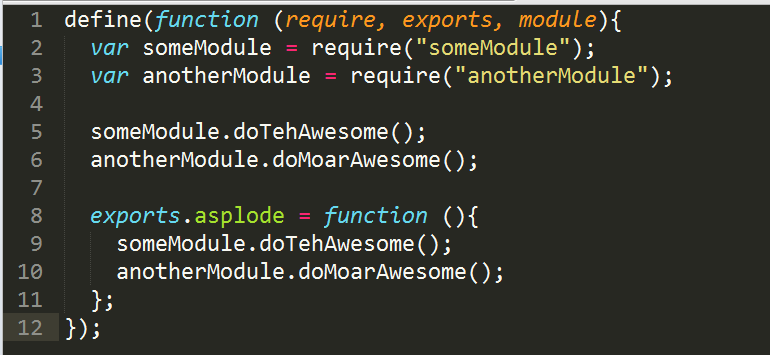 1 define(function (require, exports, module){
2   var someModule = require("someModule");
3   var anotherModule = require("anotherModule");
4
5   someModule.doTehAwesome();
6   anotherModule.doMoarAwesome();
7
8   exports.asplode = function (){
9     someModule.doTehAwesome();
10     anotherModule.doMoarAwesome();
11   };
12 });